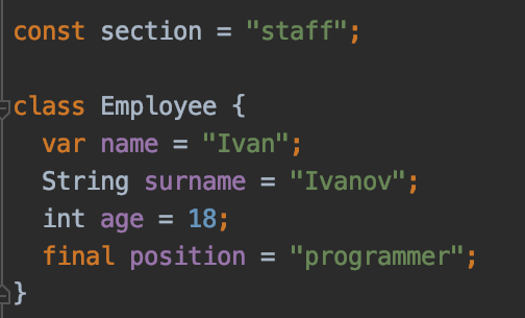 const section = "staff";
class Employee {
var name = "Ivan";
String surname = "Ivanov";
int age = 18;
final position = "programmer";
}